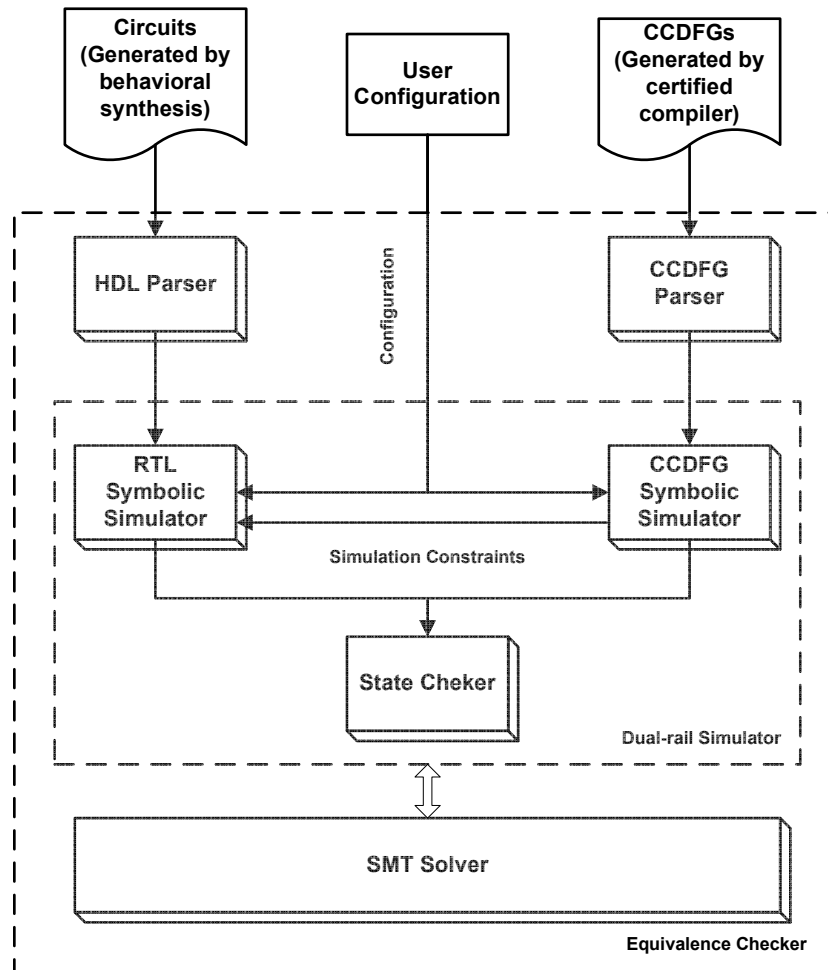 Circuits
(Generated by
behavioral
synthesis)
User
Configuration
CCDFGs
(Generated by
certified
compiler)
HDL Parser
Configuration
CCDFG
Parser
RTL
Symbolic
Simulator
CCDFG
Symbolic
Simulator
Simulation Constraints
State Cheker
Dual-rail Simulator
SMT Solver
Equivalence Checker